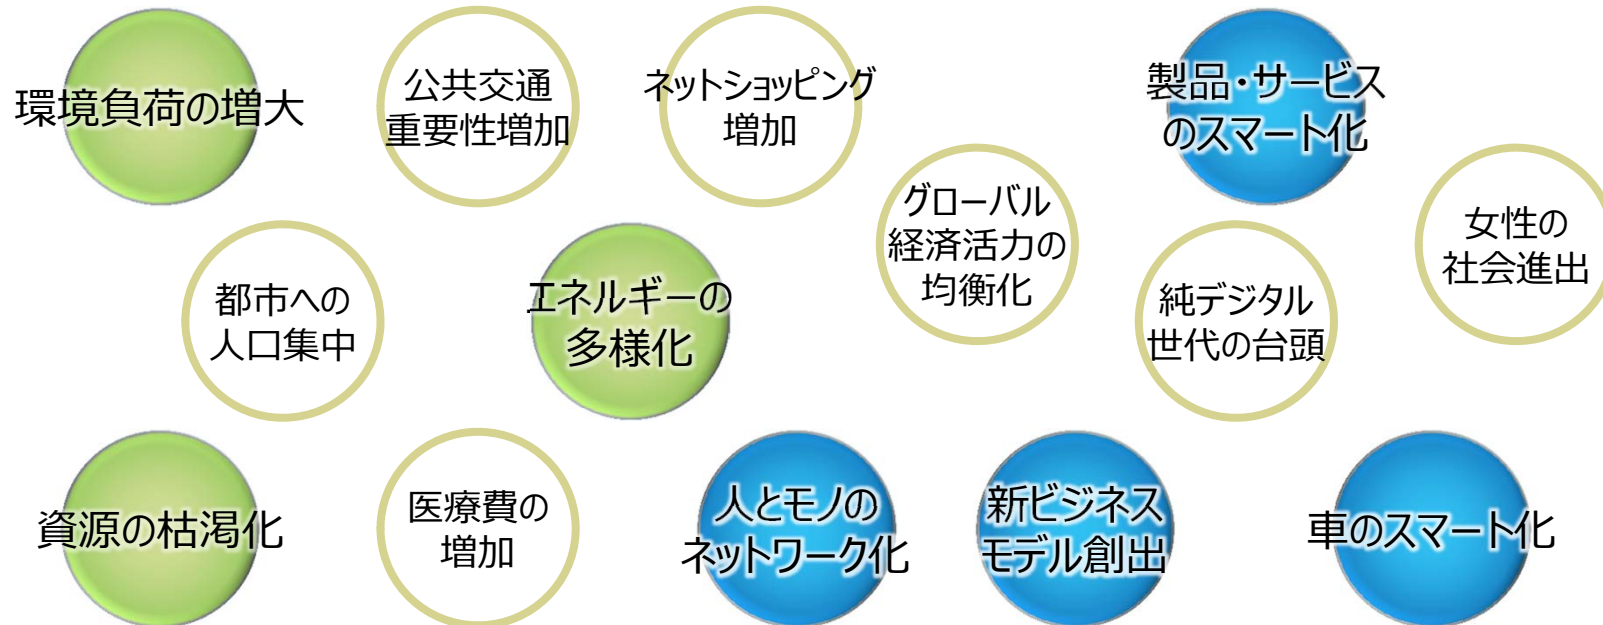 環境負荷の増大
公共交通
重要性増加
ネットショッピング
増加
製品・サービス
のスマート化
グローバル
経済活力の
均衡化
女性の
社会進出
都市への
人口集中
エネルギーの
多様化
純デジタル
世代の台頭
資源の枯渇化
医療費の
増加
人とモノの
ネットワーク化
新ビジネス
モデル創出
車のスマート化